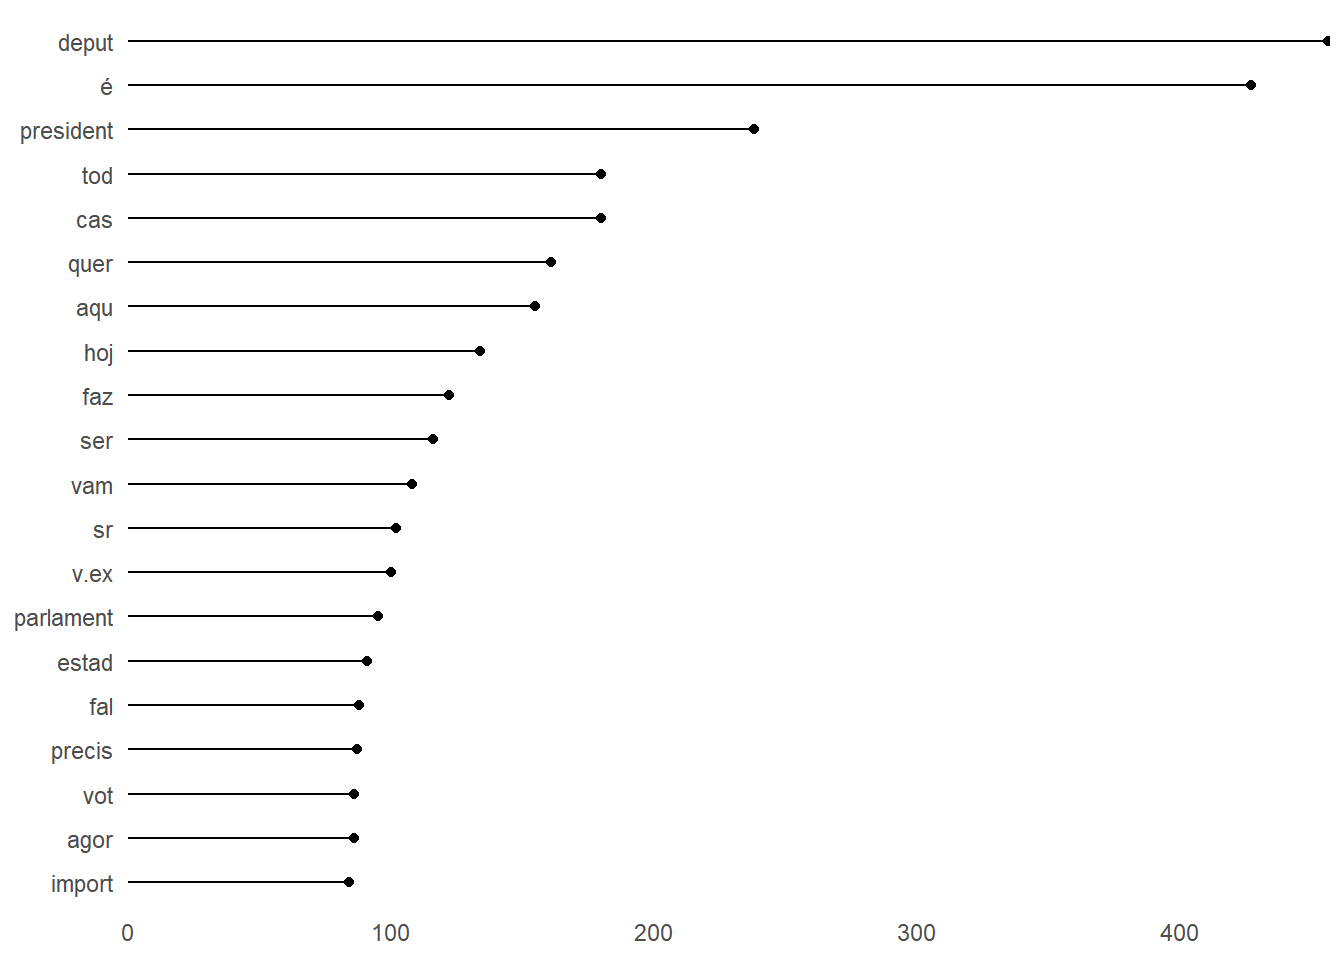 deput
é
president
tod
cas
quer
aqu
hoj
faz
ser
vam
sr
v.ex
parlament
estad
fal
precis
vot
agor
import
0 100 200 300 400